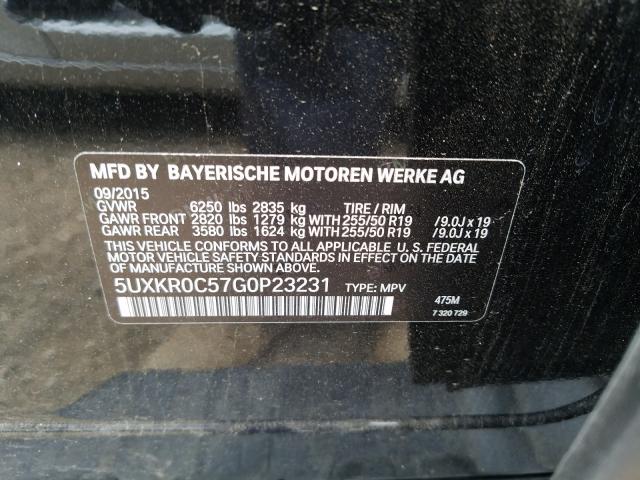 MFD BY BAYERISCHE MOTOREN WERKE AG
09/2015
GVWR 6250 lbs 2835 kg TIRE / RIM
GAWR FRONT 2820 lbs 1279 kg WITH 255/50 R19 /9.0J x 19
GAWR REAR 3580 lbs 1624 kg WITH 255/50 R19 /9.0J x 19
THIS VEHICLE CONFORMS TO ALL APPLICABLE U. S. FEDERAL
MOTOR VEHICLE SAFETY STANDARDS IN EFFECT ON THE DATE
OF MANUFACTURE SHOWN ABOVE.
5UXKR0C57G0P23231 TYPE: MPV 475M
7 320 729